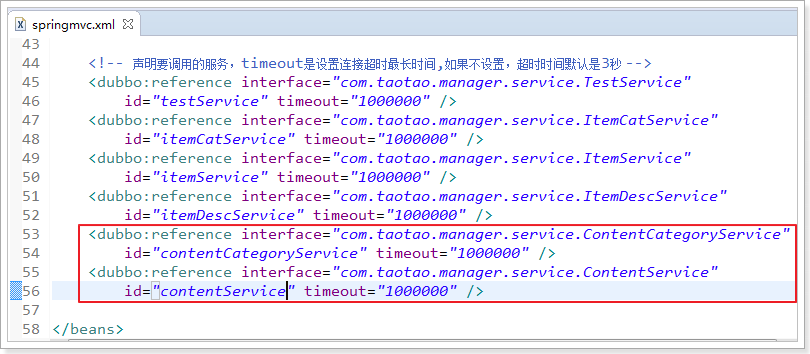 springmvc.xml
43
44 <!-- 声明要调用的服务，timeout是设置连接超时最长时间,如果不设置，超时时间默认是3秒 -->
45 <dubbo:reference interface="com.taotao.manager.service.TestService"
46 id="testService" timeout="1000000" />
47 <dubbo:reference interface="com.taotao.manager.service.ItemCatService"
48 id="itemCatService" timeout="1000000" />
49 <dubbo:reference interface="com.taotao.manager.service.ItemService"
50 id="itemService" timeout="1000000" />
51 <dubbo:reference interface="com.taotao.manager.service.ItemDescService"
52 id="itemDescService" timeout="1000000" />
53 <dubbo:reference interface="com.taotao.manager.service.ContentCategoryService"
54 id="contentCategoryService" timeout="1000000" />
55 <dubbo:reference interface="com.taotao.manager.service.ContentService"
56 id="contentService" timeout="1000000" />
57
58 </beans>